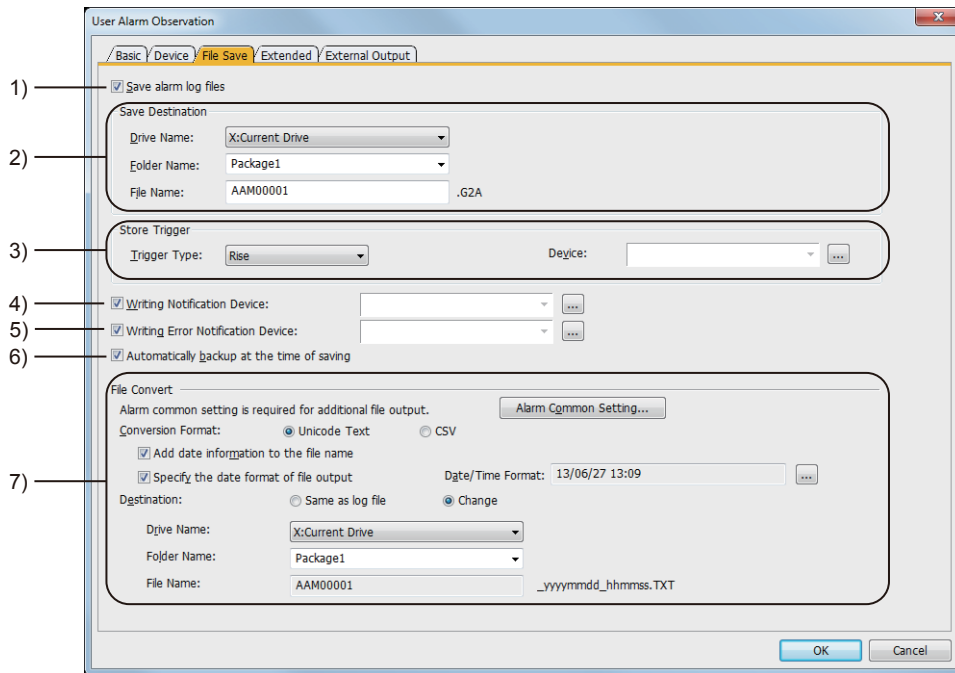 User Alarm Observation
Basic Device File Save Extended External Output
1) Save alarm log files
Save Destination
2)
Drive Name: X:Current Drive
Folder Name: Package1
File Name: AAM00001 .G2A
Store Trigger
3) Trigger Type: Rise Device: ...
4) Writing Notification Device: ...
5) Writing Error Notification Device: ...
6) Automatically backup at the time of saving
File Convert
Alarm common setting is required for additional file output. Alarm Common Setting...
Conversion Format: Unicode Text CSV
Add date information to the file name
7) Specify the date format of file output Date/Time Format: 13/06/27 13:09 ...
Destination: Same as log file Change
Drive Name: X:Current Drive
Folder Name: Package1
File Name: AAM00001 _yyyymmdd_hhmmss.TXT
OK Cancel